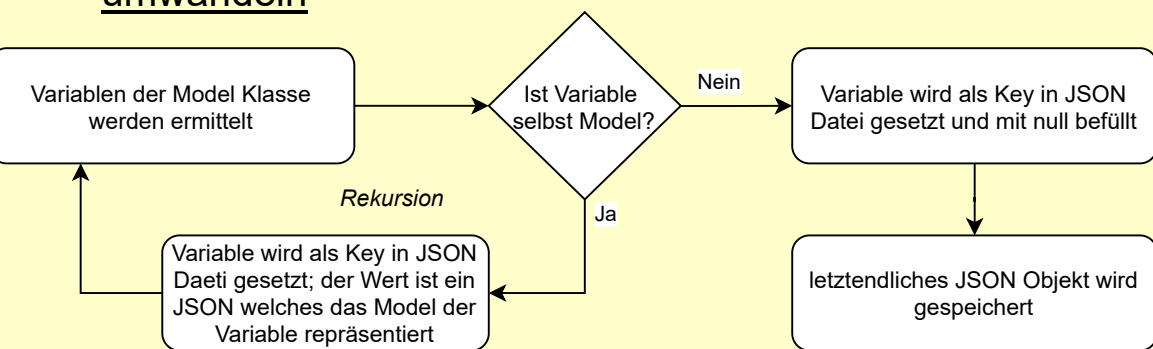 umwandeln
Variablen der Model Klasse
werden ermittelt
Ist Variable
selbst Model?
Nein
Variable wird als Key in JSON
Datei gesetzt und mit null befüllt
Rekursion
Ja
Variable wird als Key in JSON
Daeti gesetzt; der Wert ist ein
JSON welches das Model der
Variable repräsentiert
letztendliches JSON Objekt wird
gespeichert